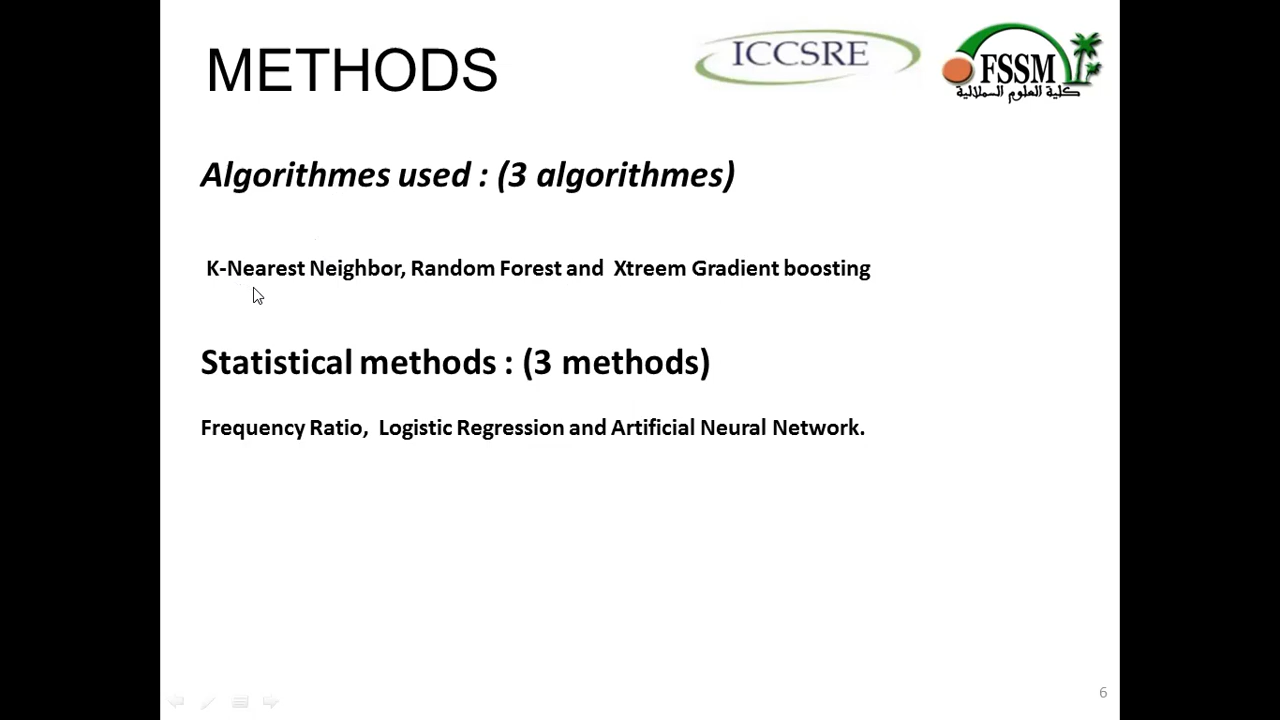 METHODS
ICCSRE
FSSM
كلية العلوم السملالية
Algorithmes used : (3 algorithmes)
K-Nearest Neighbor, Random Forest and Xtreem Gradient boosting
Statistical methods : (3 methods)
Frequency Ratio, Logistic Regression and Artificial Neural Network.
6